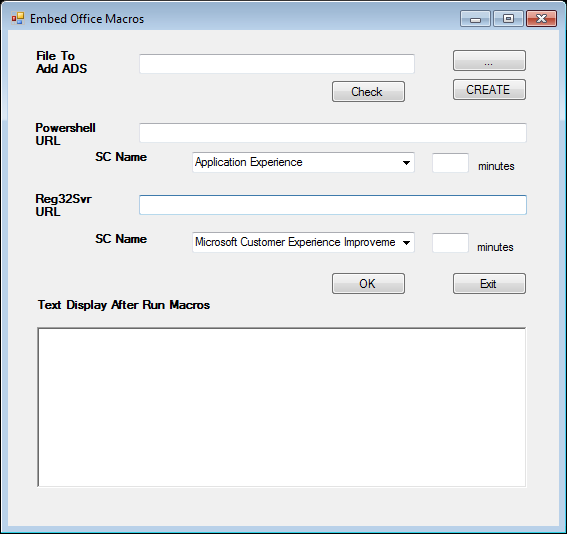 Embed Office Macros
File To
Add ADS
...
Check
CREATE
Powershell
URL
SC Name
Application Experience
minutes
Reg32Svr
URL
SC Name
Microsoft Customer Experience Improveme
minutes
OK
Exit
Text Display After Run Macros